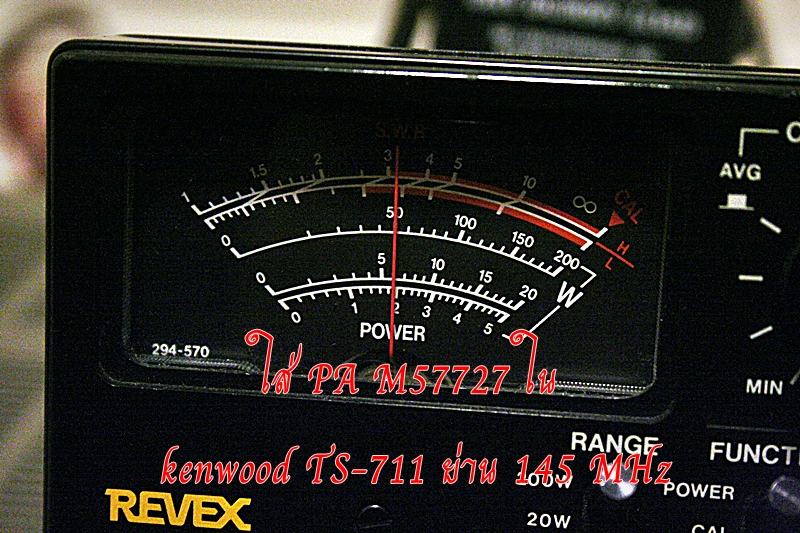 S.W.R
1 1.5 2 3 4 5 10 ∞ CAL
0 50 100 150 200 H
L
0 5 10 15 20 W
0 1 2 3 4 5
POWER
294-570
AVG
MIN
ใส่ PA M57727 ใน
kenwood TS-711 ย่าน 145 MHz
RANGE
FUNCTI
POWER
20W
CAL
REVEX